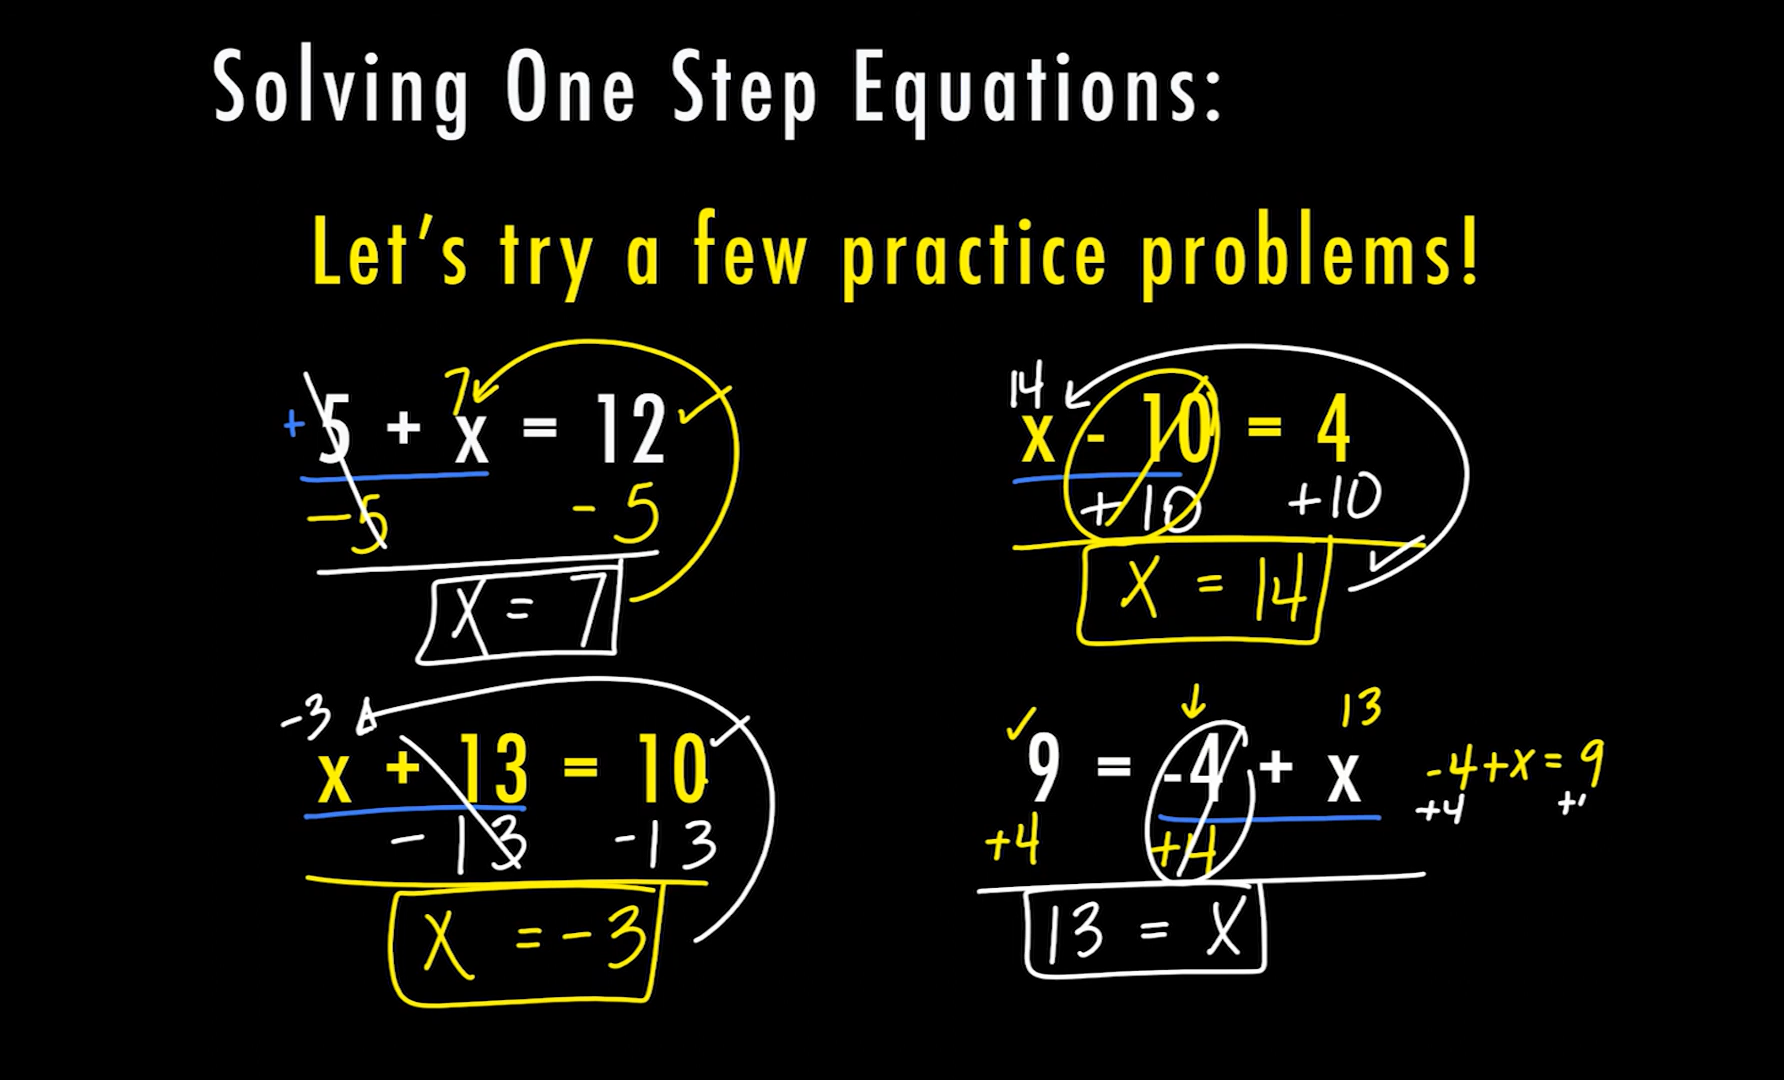 Solving One Step Equations:
Let's try a few practice problems!
7
+ 5 + x = 12
-5 - 5
x = 7
14
x - 10 = 4
+10 +10
x = 14
-3
x + 13 = 10
-13 -13
x = -3
13
9 = -4 + x
+4 +4
13 = x
-4+x = 9
+4